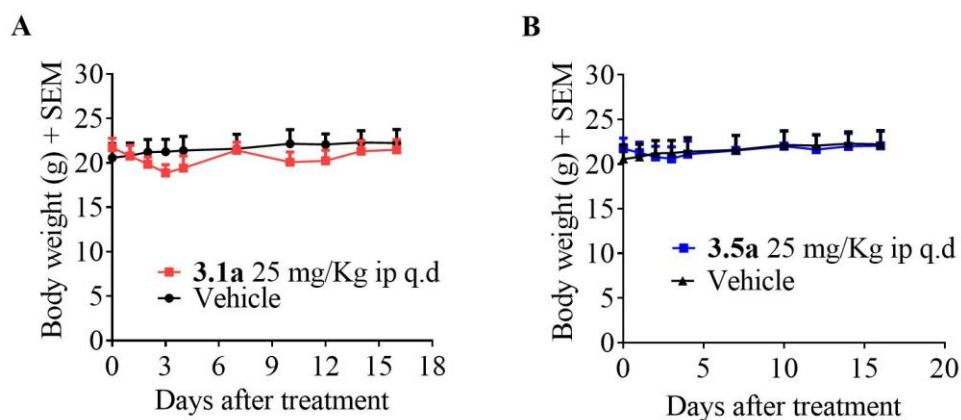 A
Body weight (g) + SEM
30
25
20
15
10
5
0
3.1a 25 mg/Kg ip q.d
Vehicle
0 3 6 9 12 15 18
Days after treatment
B
Body weight (g) + SEM
30
25
20
15
10
5
0
3.5a 25 mg/Kg ip q.d
Vehicle
0 5 10 15 20
Days after treatment